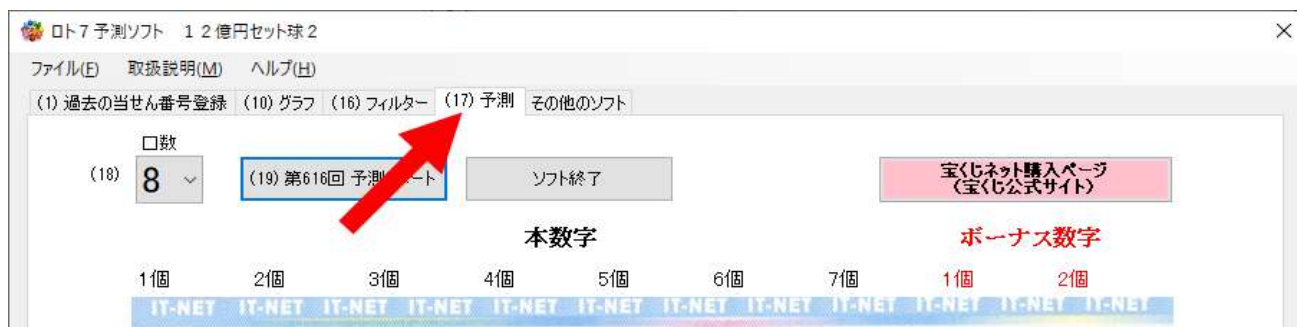 ロト7予測ソフト　12億円セット球2
ファイル(F)　取扱説明(M)　ヘルプ(H)
(1) 過去の当せん番号登録　(10) グラフ　(16) フィルター　(17) 予測　その他のソフト
口数
(18)　8　(19) 第616回 予測　ソフト終了
宝くじネット購入ページ
(宝くじ公式サイト)
本数字　ボーナス数字
1個　2個　3個　4個　5個　6個　7個　1個　2個
IT-NET IT-NET IT-NET IT-NET IT-NET IT-NET IT-NET IT-NET IT-NET IT-NET IT-NET IT-NET